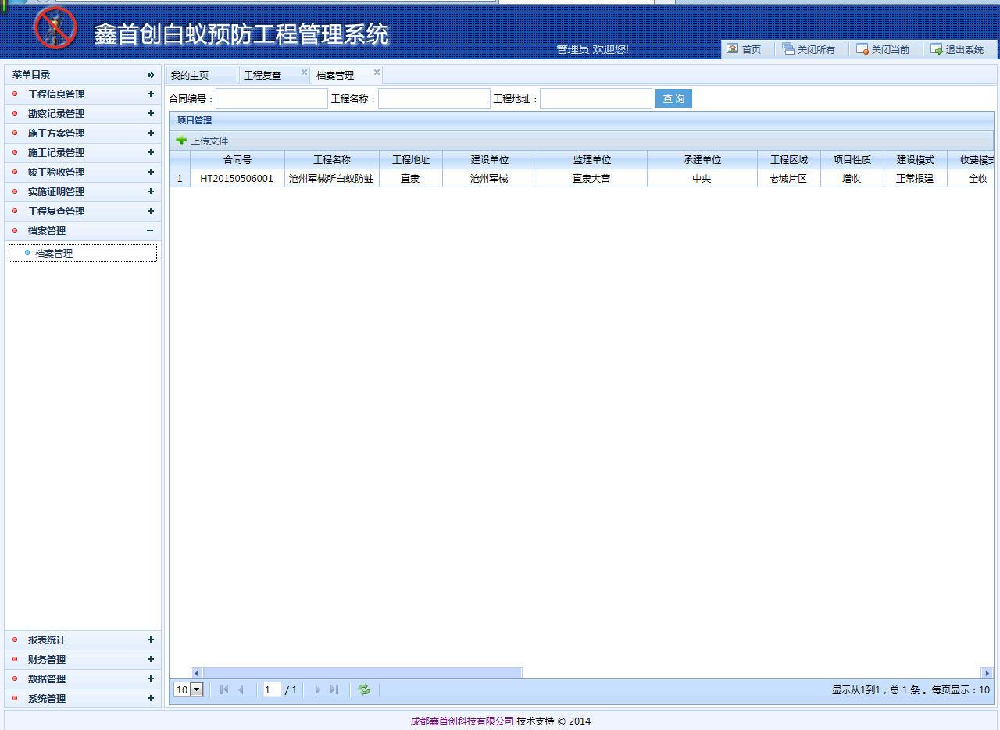 鑫首创白蚁预防工程管理系统
管理员 欢迎您!
首页 关闭所有 关闭当前 退出系统
菜单目录
工程信息管理
勘察记录管理
施工方案管理
施工记录管理
竣工验收管理
实施证明管理
工程复查管理
档案管理
档案管理
报表统计
财务管理
数据管理
系统管理
我的主页 工程复查 档案管理
合同编号： 工程名称： 工程地址： 查询
项目管理
上传文件
合同号 工程名称 工程地址 建设单位 监理单位 承建单位 工程区域 项目性质 建设模式 收费模式
1 HT20150506001 沧州军械所白蚁防蛀 直隶 沧州军械 直隶大营 中央 老城片区 增收 正常报建 全收
10 1 / 1 显示从1到1，总 1 条 。每页显示：10
成都鑫首创科技有限公司 技术支持 © 2014